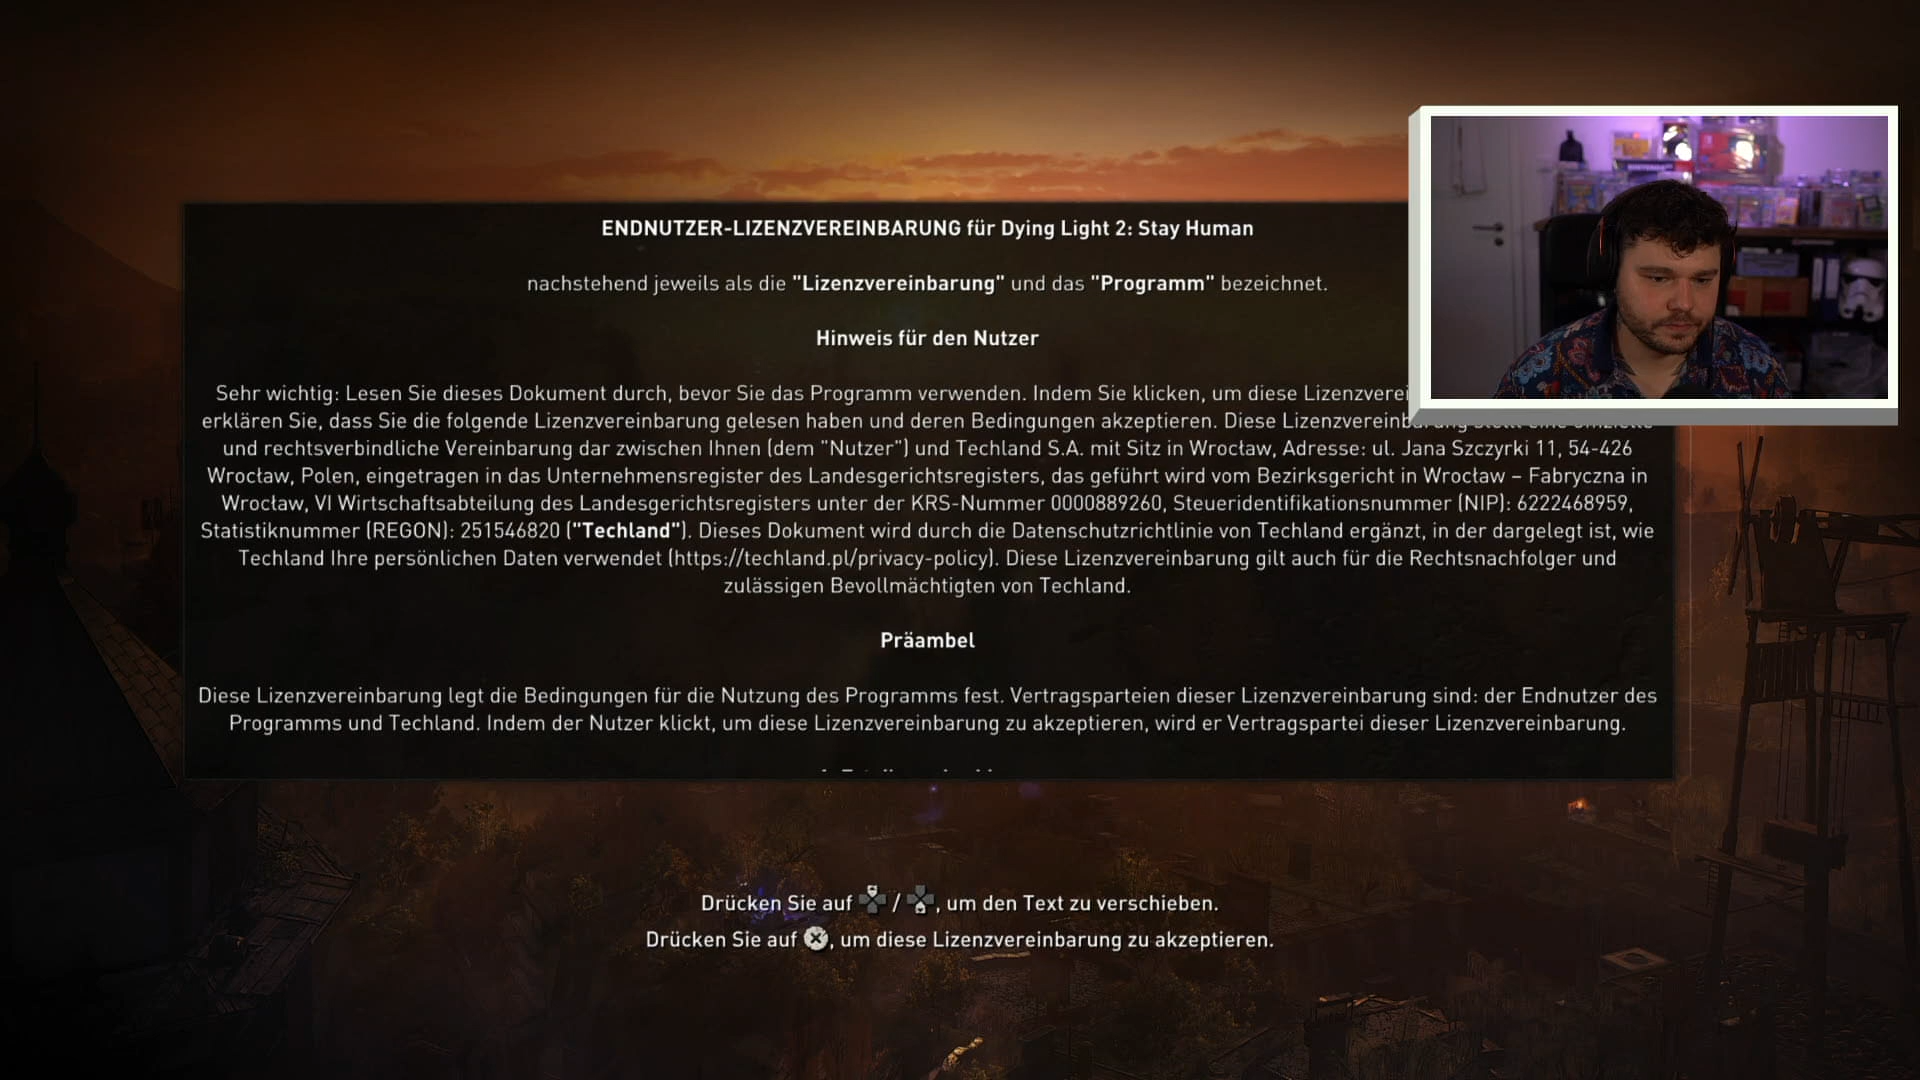 ENDNUTZER-LIZENZVEREINBARUNG für Dying Light 2: Stay Human
nachstehend jeweils als die "Lizenzvereinbarung" und das "Programm" bezeichnet.
Hinweis für den Nutzer
Sehr wichtig: Lesen Sie dieses Dokument durch, bevor Sie das Programm verwenden. Indem Sie klicken, um diese
erklären Sie, dass Sie die folgende Lizenzvereinbarung gelesen haben und deren Bedingungen akzeptieren. Diese
und rechtsverbindliche Vereinbarung dar zwischen Ihnen (dem "Nutzer") und Techland S.A. mit Sitz in Wrocław, Adresse: ul. Jana Szczyrki 11, 54-426
Wrocław, Polen, eingetragen in das Unternehmensregister des Landesgerichtsregisters, das geführt wird vom Bezirksgericht in Wrocław – Fabryczna in
Wrocław, VI Wirtschaftsabteilung des Landesgerichtsregisters unter der KRS-Nummer 0000889260, Steueridentifikationsnummer (NIP): 6222468959,
Statistiknummer (REGON): 251546820 ("Techland"). Dieses Dokument wird durch die Datenschutzrichtlinie von Techland ergänzt, in der dargelegt ist, wie
Techland Ihre persönlichen Daten verwendet (https://techland.pl/privacy-policy). Diese Lizenzvereinbarung gilt auch für die Rechtsnachfolger und
zulässigen Bevollmächtigten von Techland.
Präambel
Diese Lizenzvereinbarung legt die Bedingungen für die Nutzung des Programms fest. Vertragsparteien dieser Lizenzvereinbarung sind: der Endnutzer des
Programms und Techland. Indem der Nutzer klickt, um diese Lizenzvereinbarung zu akzeptieren, wird er Vertragspartei dieser Lizenzvereinbarung.
Drücken Sie auf / , um den Text zu verschieben.
Drücken Sie auf , um diese Lizenzvereinbarung zu akzeptieren.